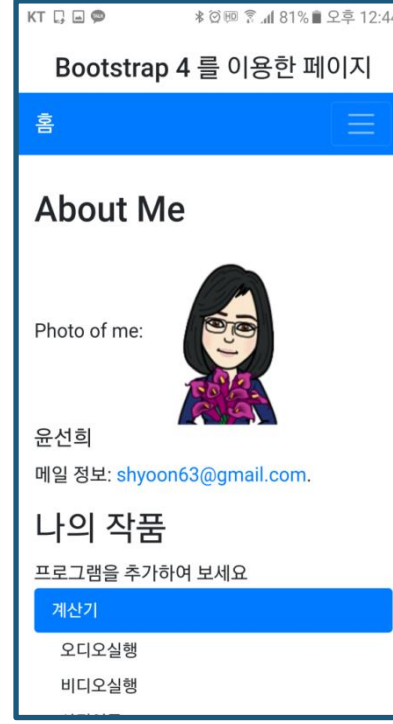 KT 81% 오후 12:44
Bootstrap 4 를 이용한 페이지
홈
About Me
Photo of me:
윤선희
메일 정보: shyoon63@gmail.com.
나의 작품
프로그램을 추가하여 보세요
계산기
오디오실행
비디오실행